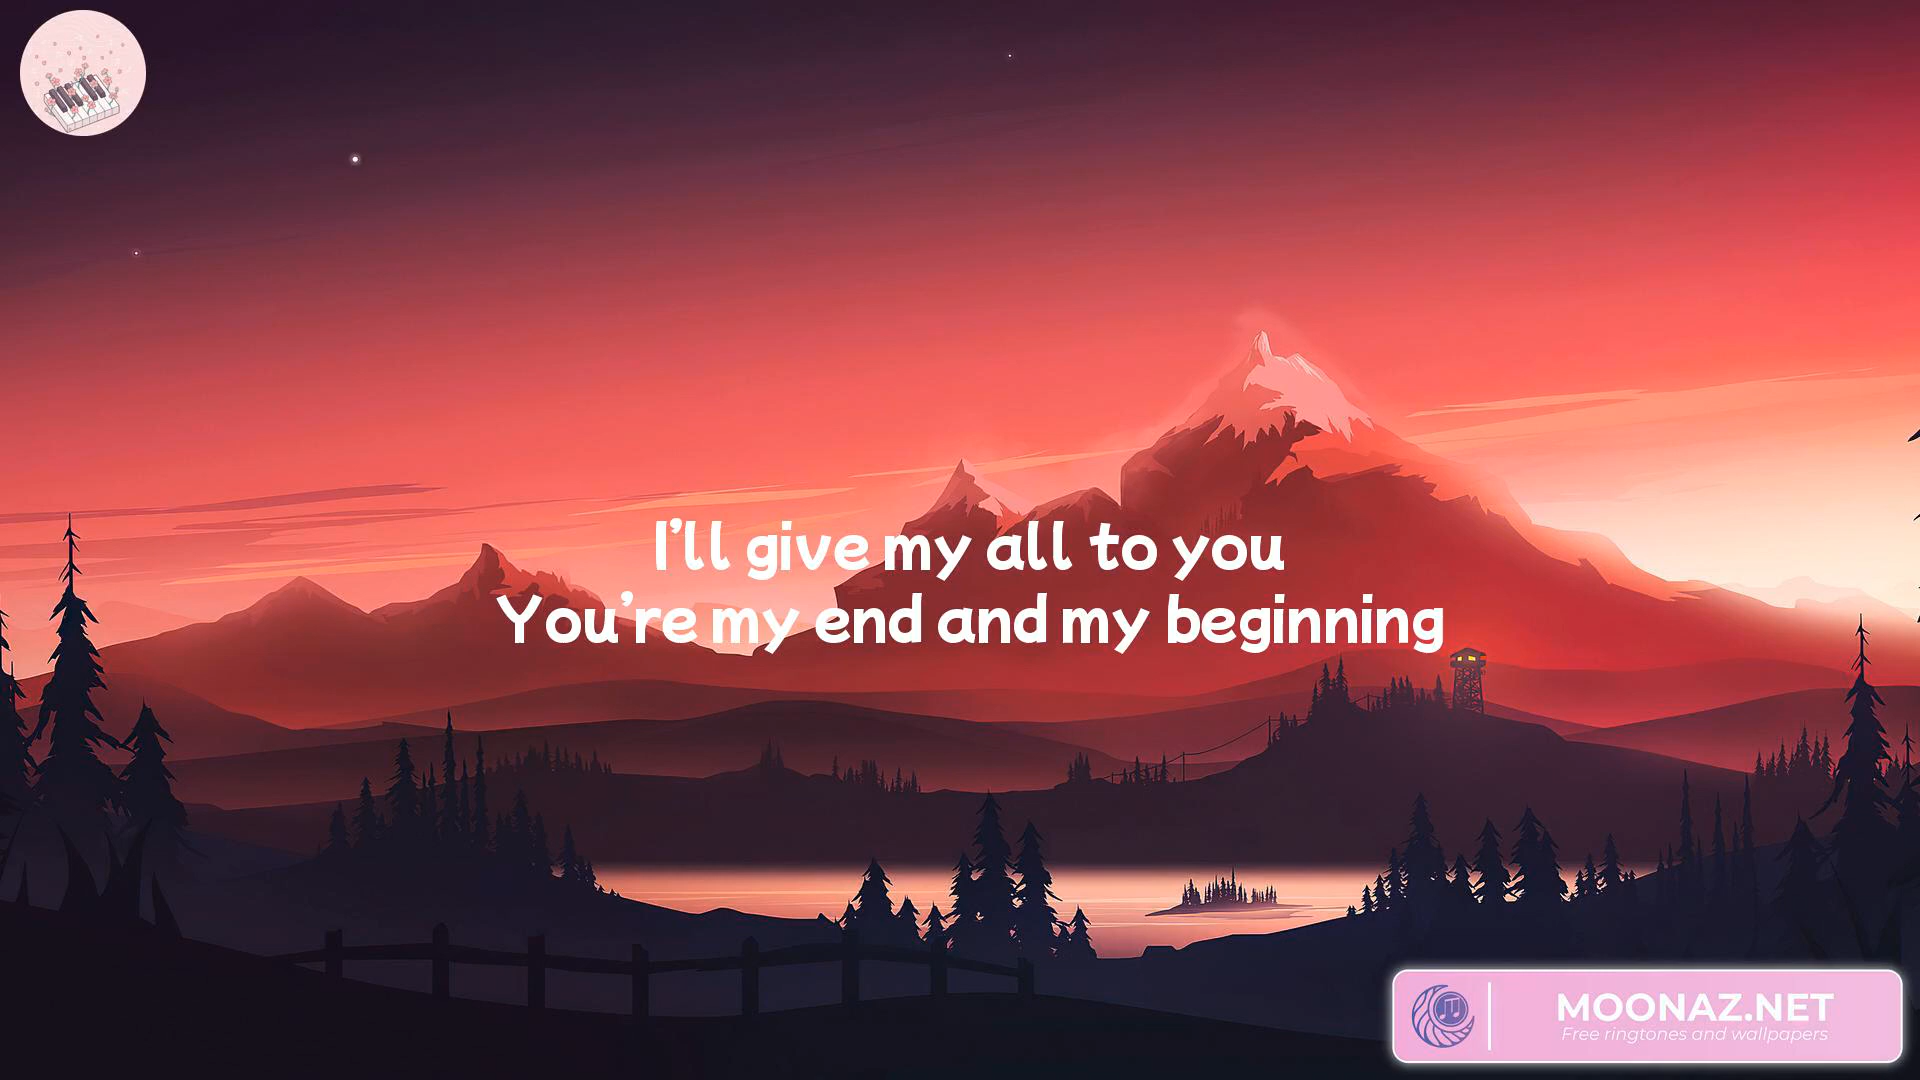 I'll give my all to you
You're my end and my beginning
MOONAZ.NET
Free ringtones and wallpapers